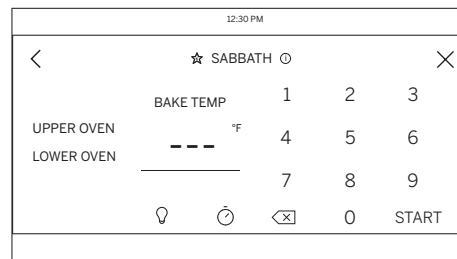 12:30 PM
SABBATH
BAKE TEMP
--- °F
UPPER OVEN
LOWER OVEN
1 2 3
4 5 6
7 8 9
0 START